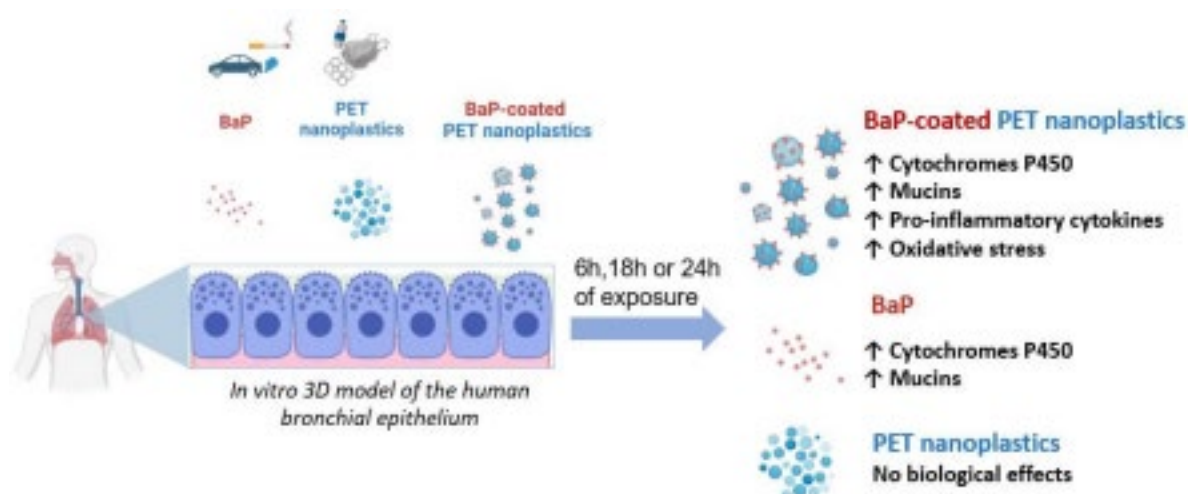 BaP
PET
nanoplastics
BaP-coated
PET nanoplastics
In vitro 3D model of the human
bronchial epithelium
6h,18h or 24h
of exposure
BaP-coated PET nanoplastics
↑ Cytochromes P450
↑ Mucins
↑ Pro-inflammatory cytokines
↑ Oxidative stress
BaP
↑ Cytochromes P450
↑ Mucins
PET nanoplastics
No biological effects